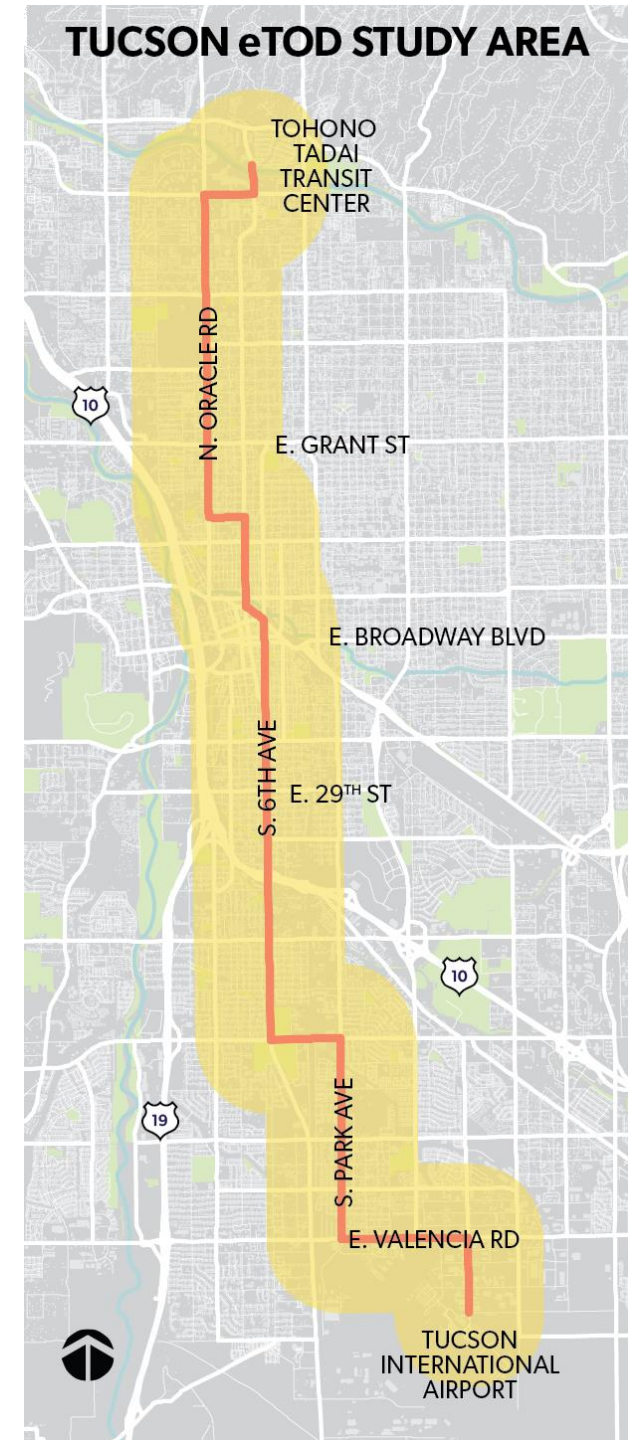 TUCSON eTOD STUDY AREA
TOHONO
TADAI
TRANSIT
CENTER
N. ORACLE RD
10
E. GRANT ST
E. BROADWAY BLVD
S. 6TH AVE
E. 29TH ST
10
19
S. PARK AVE
E. VALENCIA RD
TUCSON
INTERNATIONAL
AIRPORT